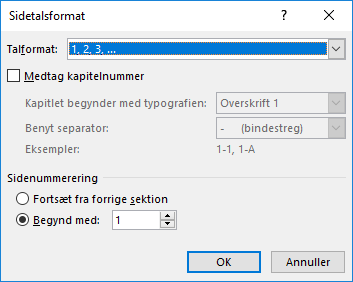 Sidetalsformat
Talformat: 1, 2, 3, ...
Medtag kapitelnummer
Kapitlet begynder med typografien: Overskrift 1
Benyt separator: - (bindestreg)
Eksempler: 1-1, 1-A
Sidenummerering
Fortsæt fra forrige sektion
Begynd med: 1
OK Annuller